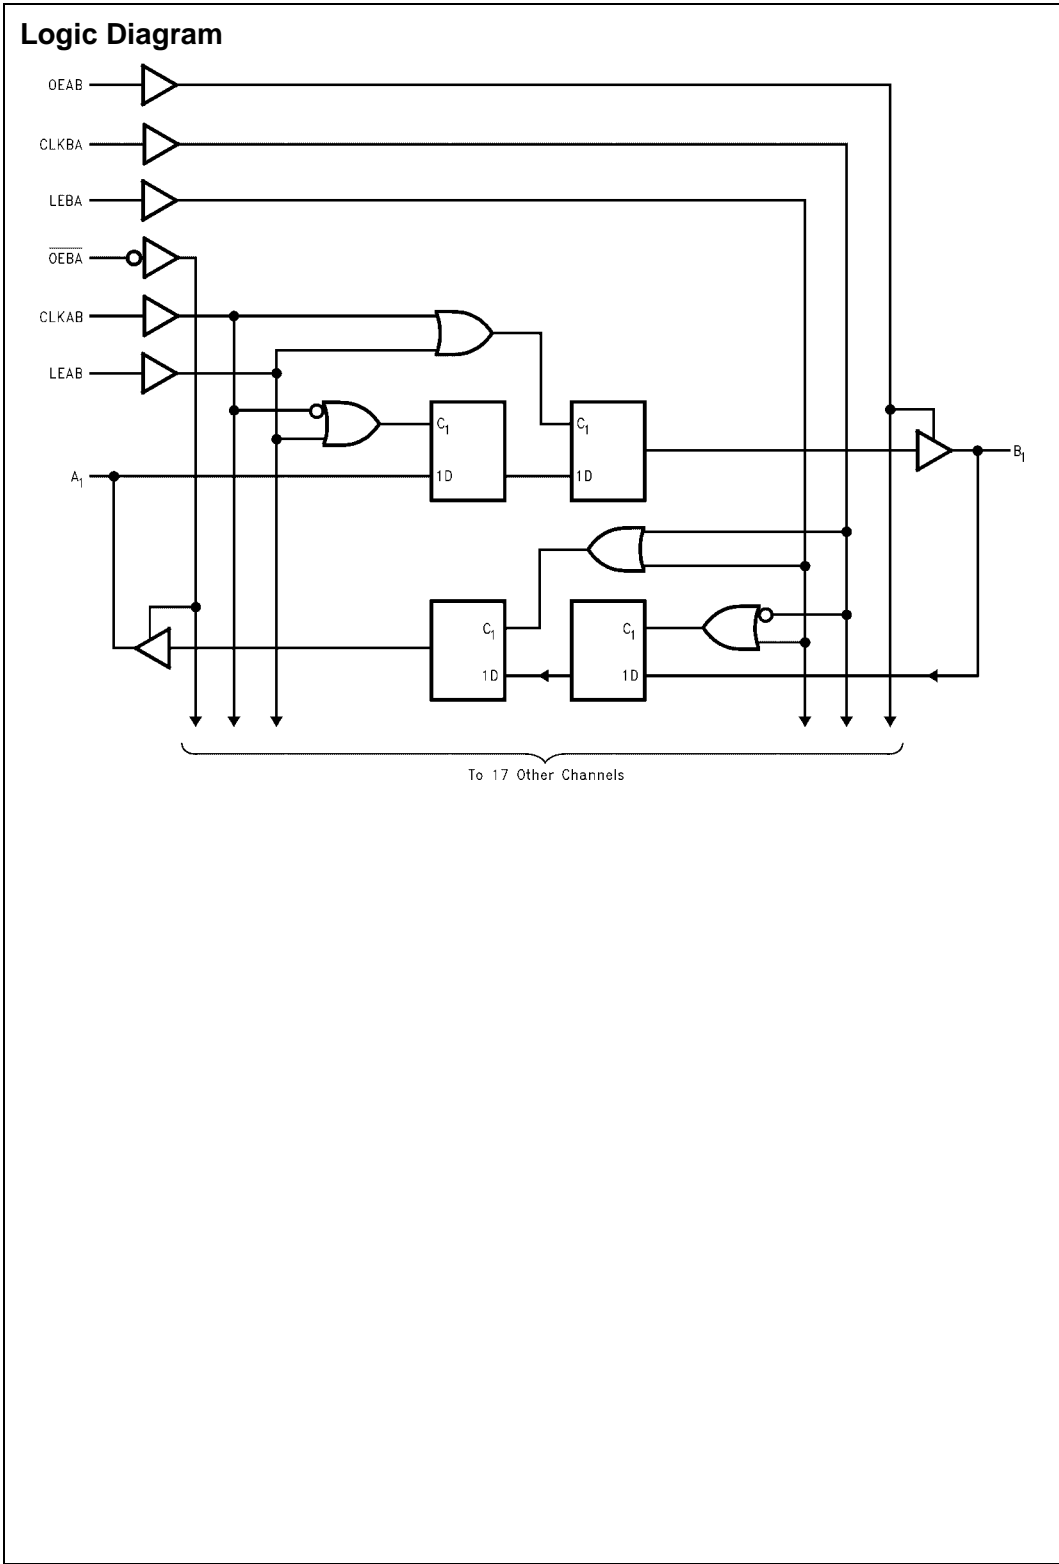 Logic Diagram
OEAB
CLKBA
LEBA
O̅E̅B̅A̅
CLKAB
LEAB
C₁ C₁
A₁ 1D 1D B₁
C₁ C₁
1D 1D
To 17 Other Channels